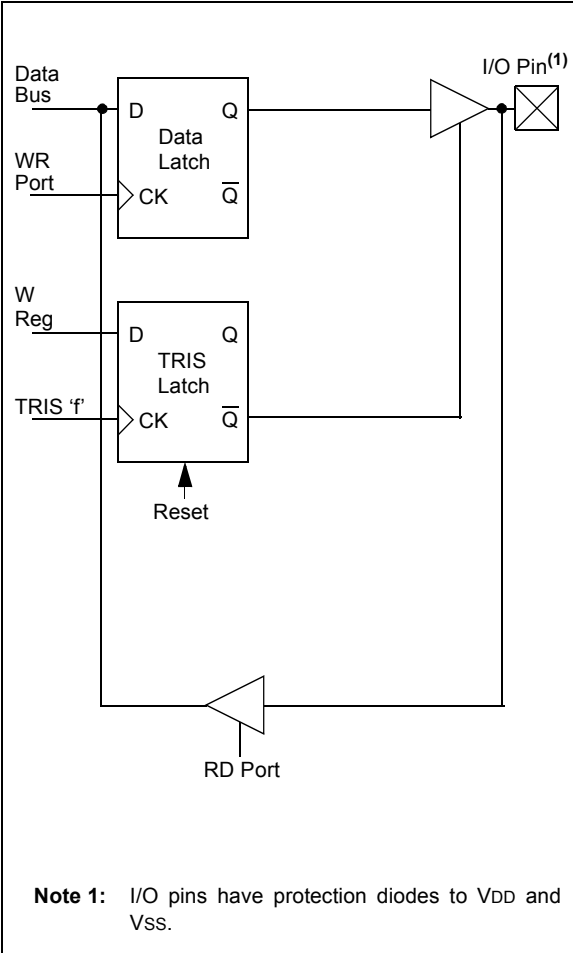 Data
Bus
I/O Pin(1)
D
Q
Data
Latch
WR
Port
CK
Q̅
W
Reg
D
Q
TRIS
Latch
TRIS ‘f’
CK
Q̅
Reset
RD Port
Note 1: I/O pins have protection diodes to VDD and
VSS.